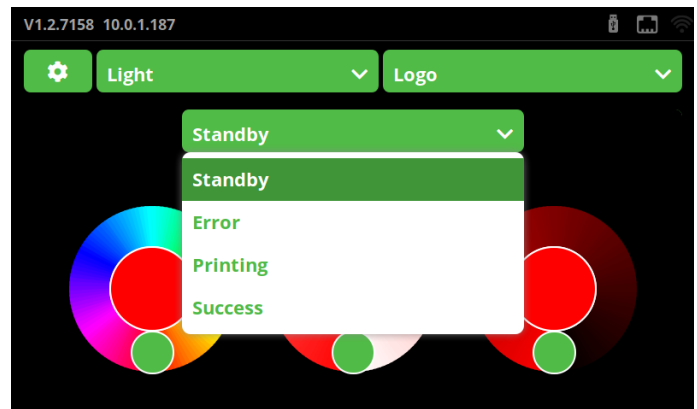 V1.2.7158 10.0.1.187
Light Logo
Standby
Standby
Error
Printing
Success